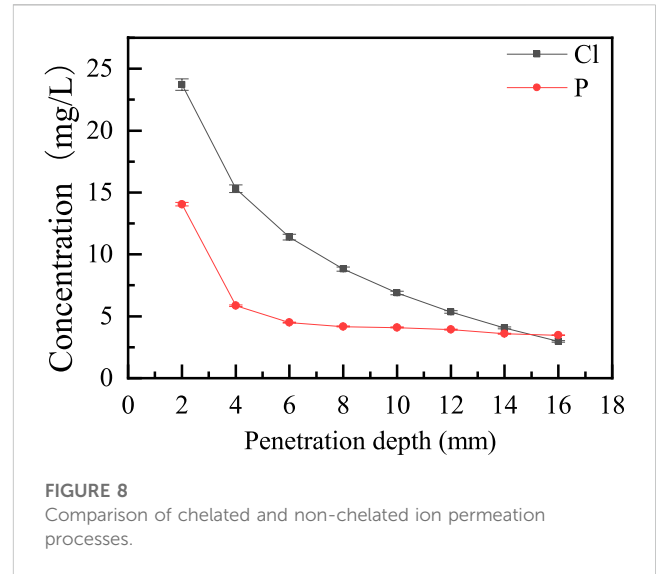 Cl
P
Concentration (mg/L)
25
20
15
10
5
0
0 2 4 6 8 10 12 14 16 18
Penetration depth (mm)
FIGURE 8
Comparison of chelated and non-chelated ion permeation
processes.